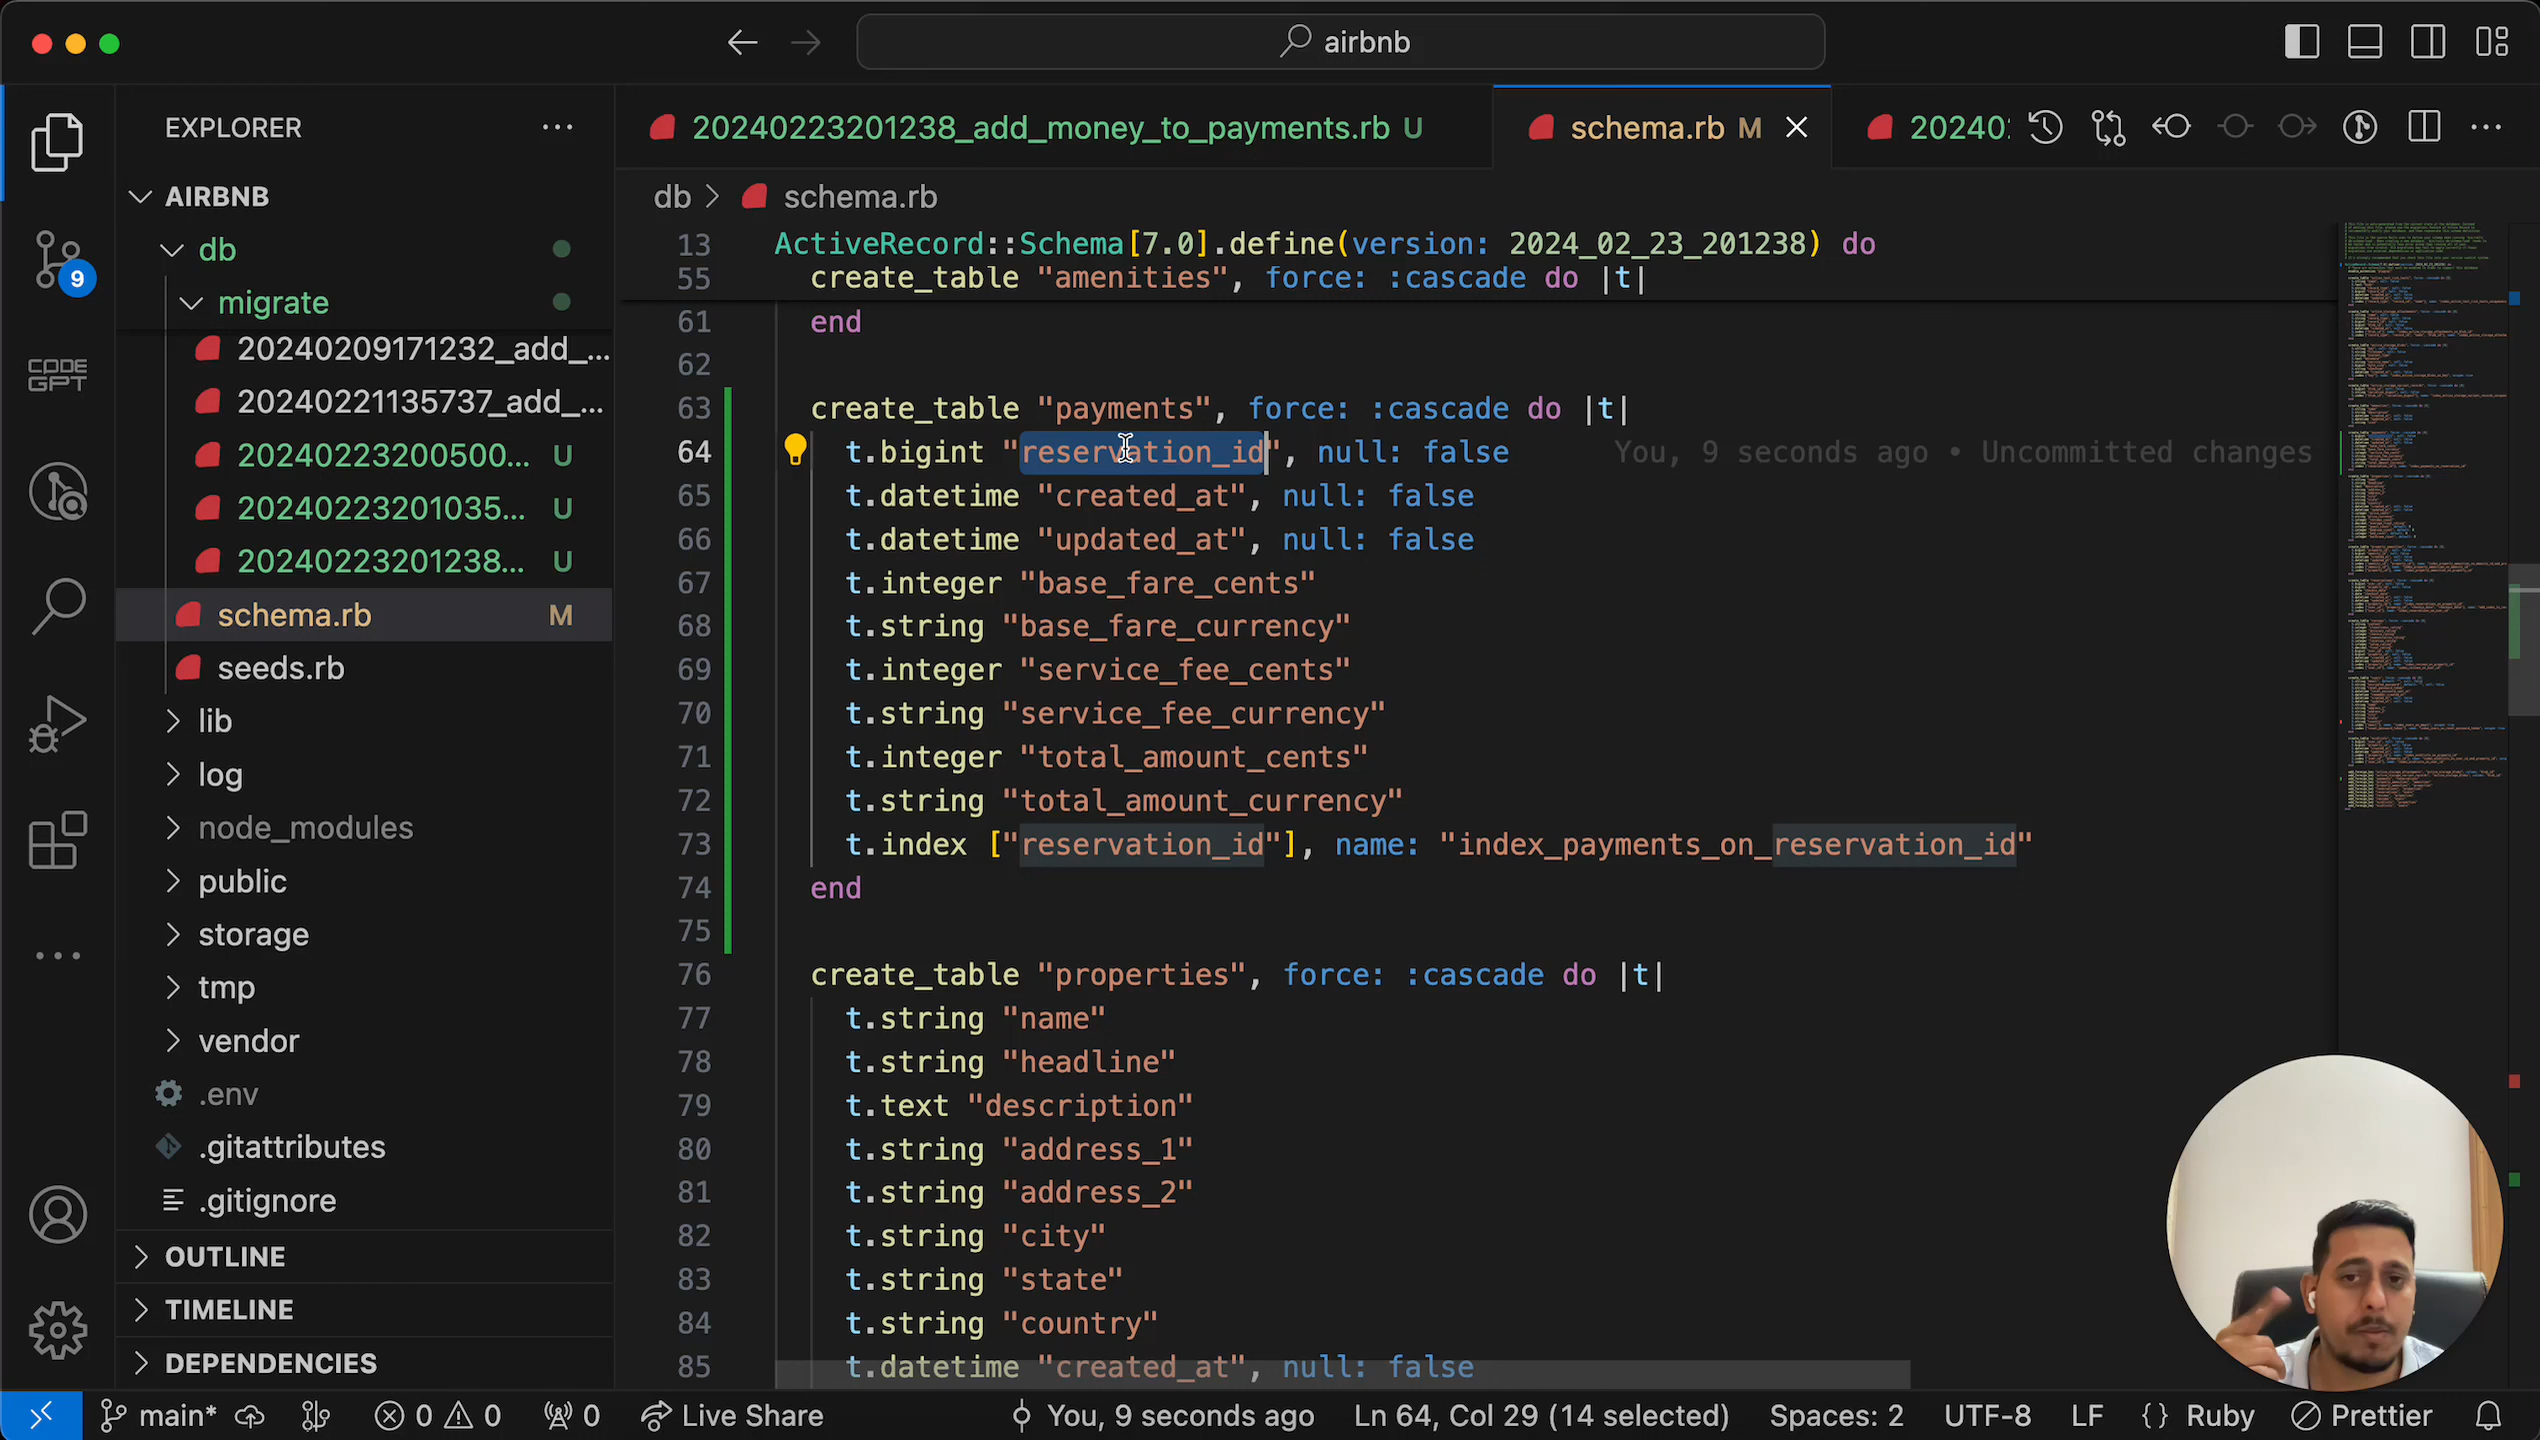 airbnb
EXPLORER
20240223201238_add_money_to_payments.rb U
schema.rb M
20240
AIRBNB
db > schema.rb
db
migrate
20240209171232_add_...
20240221135737_add_...
20240223200500... U
20240223201035... U
20240223201238... U
schema.rb M
seeds.rb
lib
log
node_modules
public
storage
tmp
vendor
.env
.gitattributes
.gitignore
OUTLINE
TIMELINE
DEPENDENCIES
9
CODE
GPT
13 ActiveRecord::Schema[7.0].define(version: 2024_02_23_201238) do
55 create_table "amenities", force: :cascade do |t|
61 end
62
63 create_table "payments", force: :cascade do |t|
64 t.bigint "reservation_id", null: false You, 9 seconds ago • Uncommitted changes
65 t.datetime "created_at", null: false
66 t.datetime "updated_at", null: false
67 t.integer "base_fare_cents"
68 t.string "base_fare_currency"
69 t.integer "service_fee_cents"
70 t.string "service_fee_currency"
71 t.integer "total_amount_cents"
72 t.string "total_amount_currency"
73 t.index ["reservation_id"], name: "index_payments_on_reservation_id"
74 end
75
76 create_table "properties", force: :cascade do |t|
77 t.string "name"
78 t.string "headline"
79 t.text "description"
80 t.string "address_1"
81 t.string "address_2"
82 t.string "city"
83 t.string "state"
84 t.string "country"
85 t.datetime "created_at", null: false
main* 0 0 0 Live Share You, 9 seconds ago Ln 64, Col 29 (14 selected) Spaces: 2 UTF-8 LF {} Ruby Prettier